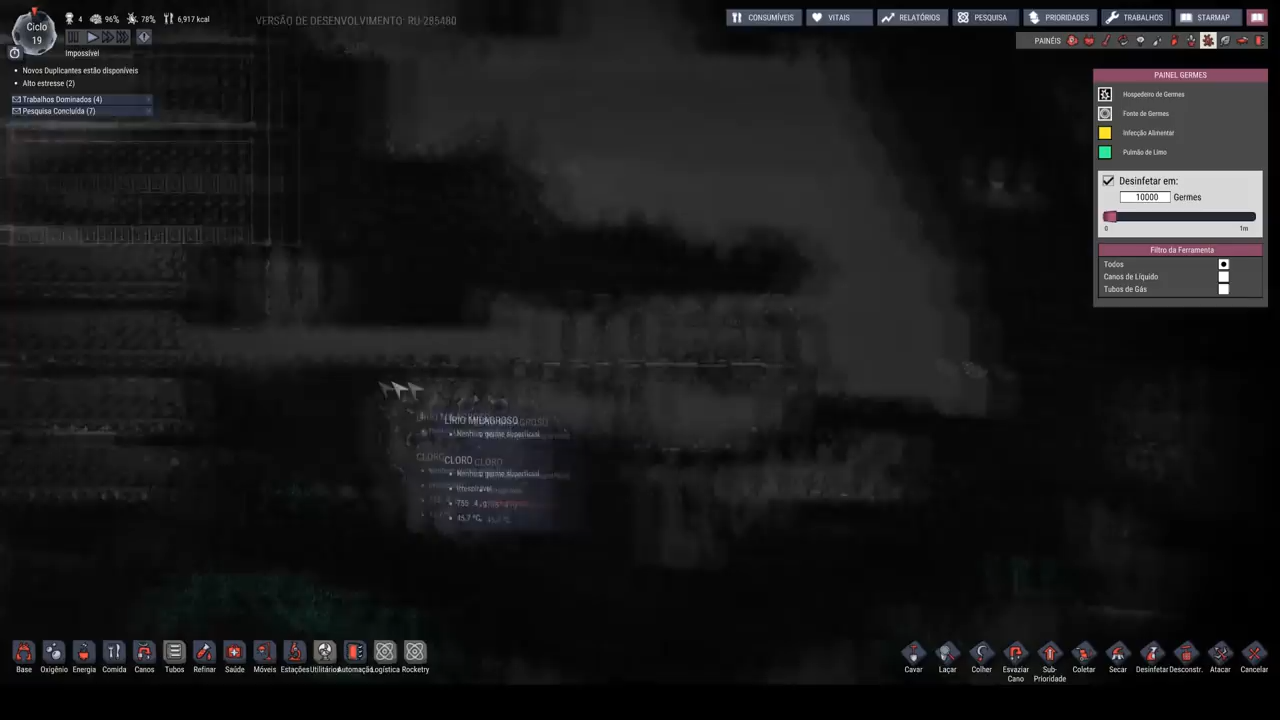 Ciclo
19
4 96% 78% 6,917 kcal
VERSÃO DE DESENVOLVIMENTO: RU-285480
Impossível
Novos Duplicantes estão disponíveis
Alto estresse (2)
Trabalhos Dominados (4)
Pesquisa Concluída (7)
CONSUMÍVEIS
VITAIS
RELATÓRIOS
PESQUISA
PRIORIDADES
TRABALHOS
STARMAP
PAINÉIS
PAINEL GERMES
Hospedeiro de Germes
Fonte de Germes
Infecção Alimentar
Pulmão de Limo
Desinfetar em:
10000 Germes
0 1m
Filtro da Ferramenta
Todos
Canos de Líquido
Tubos de Gás
LÍRIO MILAGROSO
Nenhum germe superficial
CLORO
Nenhum germe superficial
Base Oxigênio Energia Comida Canos Tubos Refinar Saúde Móveis Estações Utilitários Automação Logística Rocketry
Cavar Laçar Colher Esvaziar Cano Sub-Prioridade Coletar Secar Desinfetar Desconstr. Atacar Cancelar